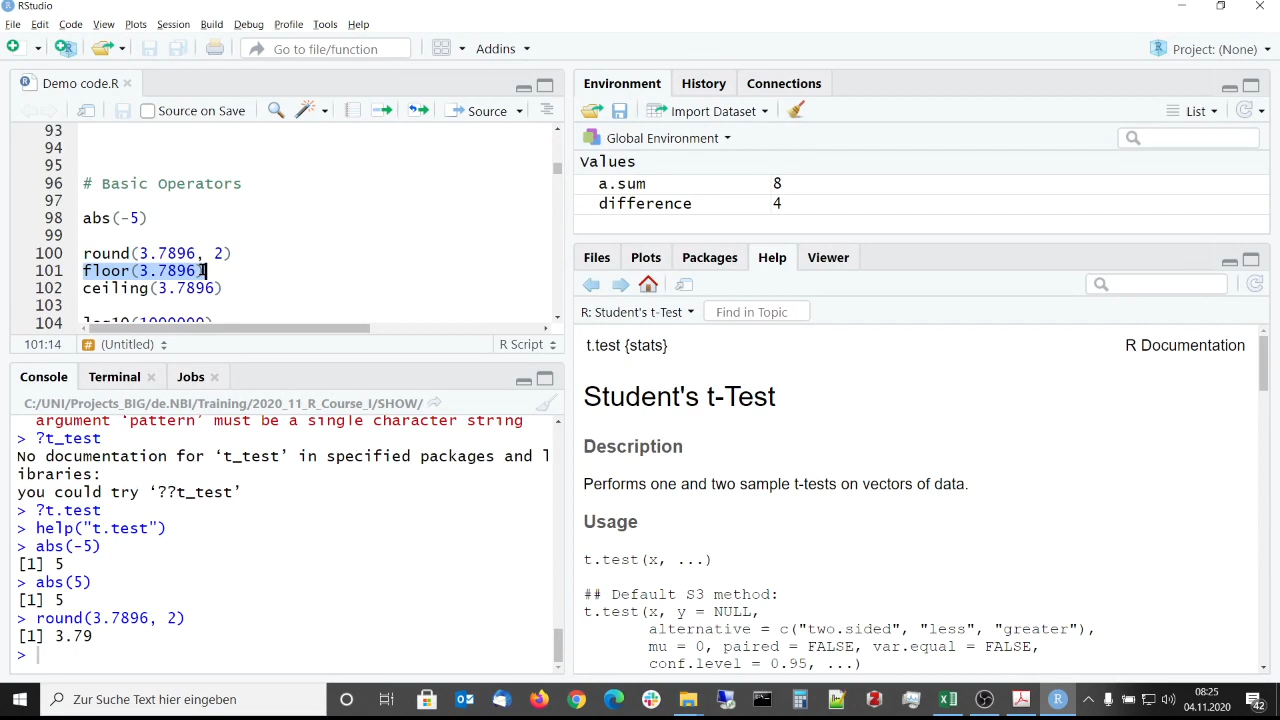 RStudio
File Edit Code View Plots Session Build Debug Profile Tools Help
Go to file/function Addins Project: (None)
Demo code.R
Source on Save Source
93
94
95
96 # Basic Operators
97
98 abs(-5)
99
100 round(3.7896, 2)
101 floor(3.7896)
102 ceiling(3.7896)
103
104 log10(1000000)
101:14 # (Untitled) R Script
Console Terminal Jobs
C:/UNI/Projects_BIG/de.NBI/Training/2020_11_R_Course_I/SHOW/
argument ‘pattern’ must be a single character string
> ?t_test
No documentation for ‘t_test’ in specified packages and l
ibraries:
you could try ‘??t_test’
> ?t.test
> help("t.test")
> abs(-5)
[1] 5
> abs(5)
[1] 5
> round(3.7896, 2)
[1] 3.79
>
Environment History Connections
Import Dataset List
Global Environment
Values
a.sum 8
difference 4
Files Plots Packages Help Viewer
R: Student's t-Test Find in Topic
t.test {stats} R Documentation
Student's t-Test
Description
Performs one and two sample t-tests on vectors of data.
Usage
t.test(x, ...)
## Default S3 method:
t.test(x, y = NULL,
alternative = c("two.sided", "less", "greater"),
mu = 0, paired = FALSE, var.equal = FALSE,
conf.level = 0.95, ...)
Zur Suche Text hier eingeben
08:25
04.11.2020
42